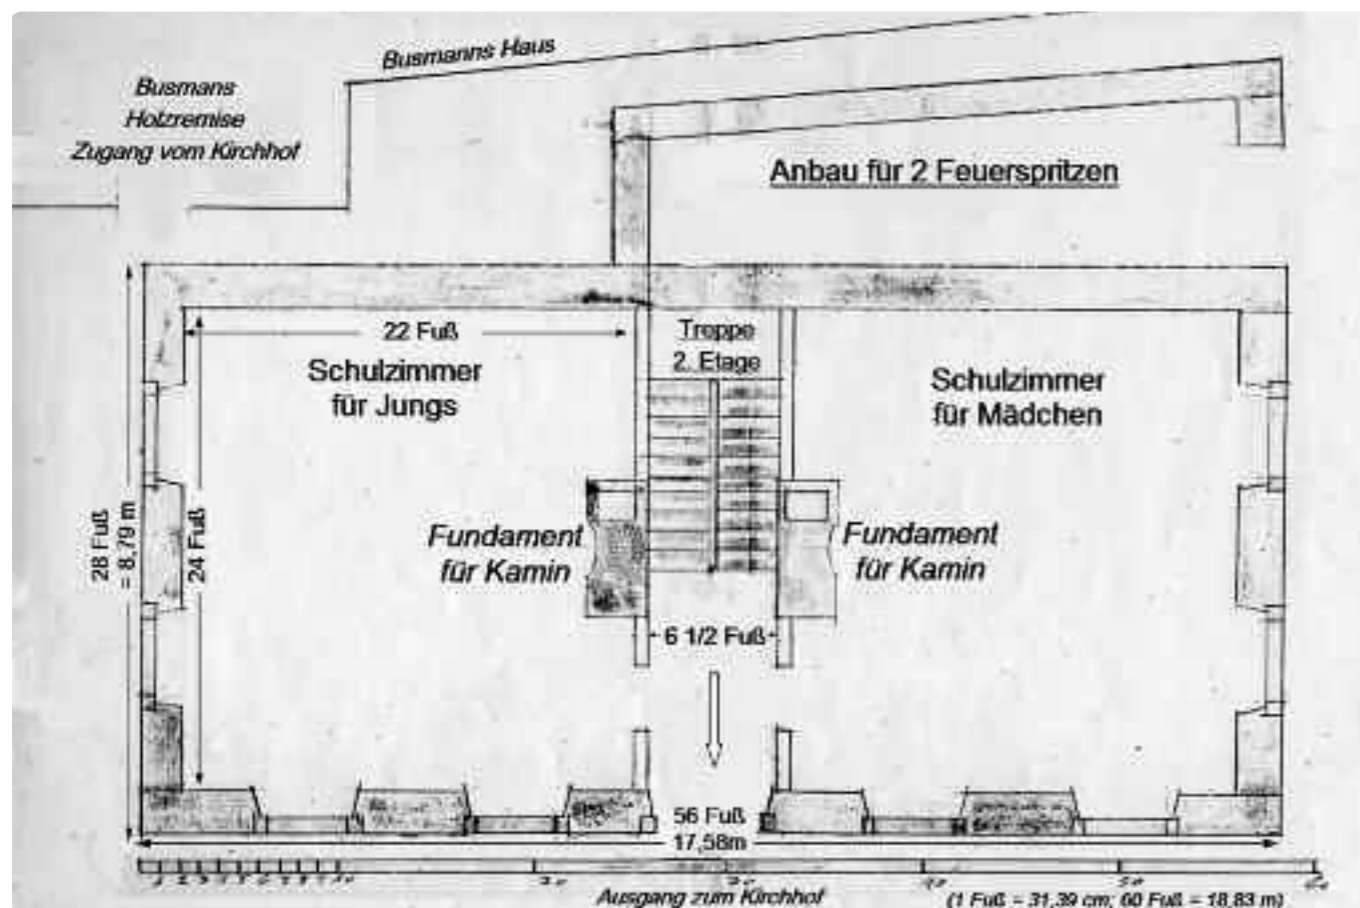 Busmanns Haus
Busmans
Holzremise
Zugang vom Kirchhof
Anbau für 2 Feuerspritzen
22 Fuß
Treppe
2. Etage
Schulzimmer
für Jungs
Schulzimmer
für Mädchen
28 Fuß
= 8,79 m
24 Fuß
Fundament
für Kamin
Fundament
für Kamin
6 1/2 Fuß
56 Fuß
17,58m
Ausgang zum Kirchhof
(1 Fuß = 31,39 cm; 60 Fuß = 18,83 m)